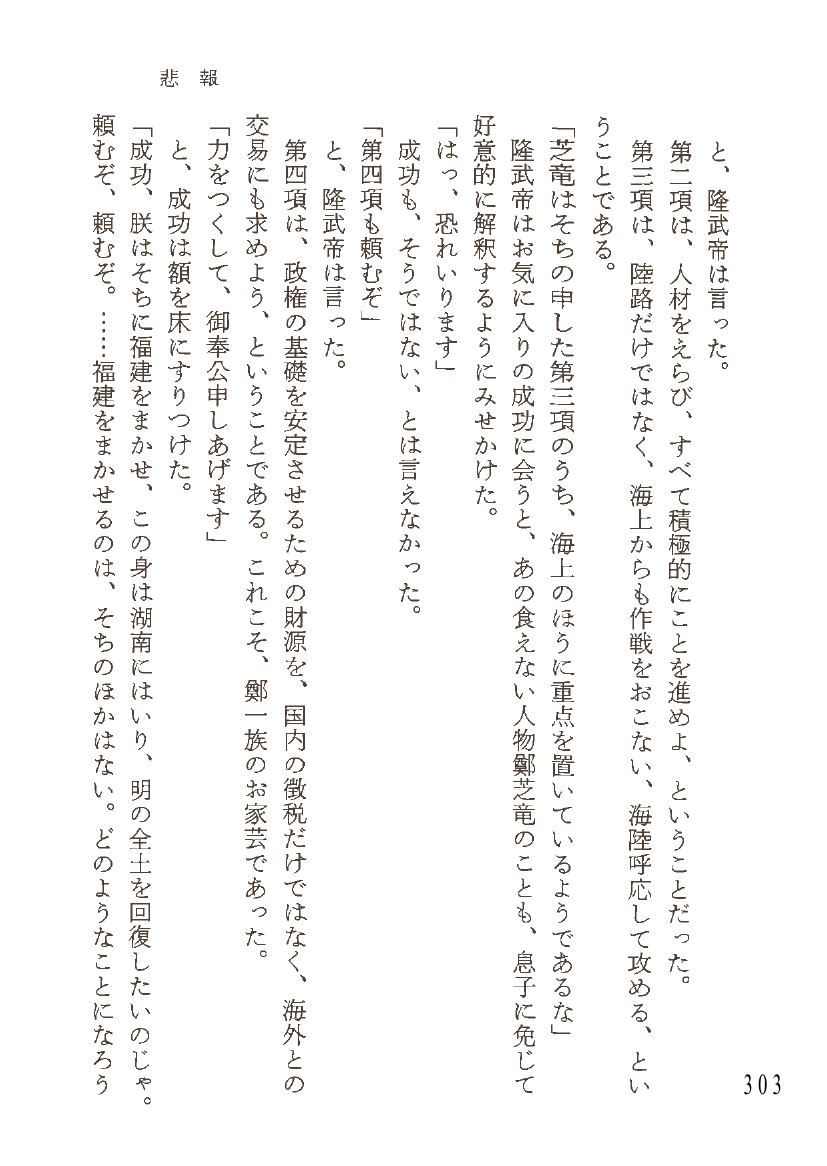 悲報
と、隆武帝は言った。
第二項は、人材をえらび、すべて積極的にことを進めよ、ということだった。
第三項は、陸路だけではなく、海上からも作戦をおこない、海陸呼応して攻める、とい
うことである。
「芝竜はそちの申した第三項のうち、海上のほうに重点を置いているようであるな」
隆武帝はお気に入りの成功に会うと、あの食えない人物鄭芝竜のことも、息子に免じて
好意的に解釈するようにみせかけた。
「はっ、恐れいります」
成功も、そうではない、とは言えなかった。
「第四項も頼むぞ」
と、隆武帝は言った。
第四項は、政権の基礎を安定させるための財源を、国内の徴税だけではなく、海外との
交易にも求めよう、ということである。これこそ、鄭一族のお家芸であった。
「力をつくして、御奉公申しあげます」
と、成功は額を床にすりつけた。
「成功、朕はそちに福建をまかせ、この身は湖南にはいり、明の全土を回復したいのじゃ。
頼むぞ、頼むぞ。……福建をまかせるのは、そちのほかはない。どのようなことになろう
303